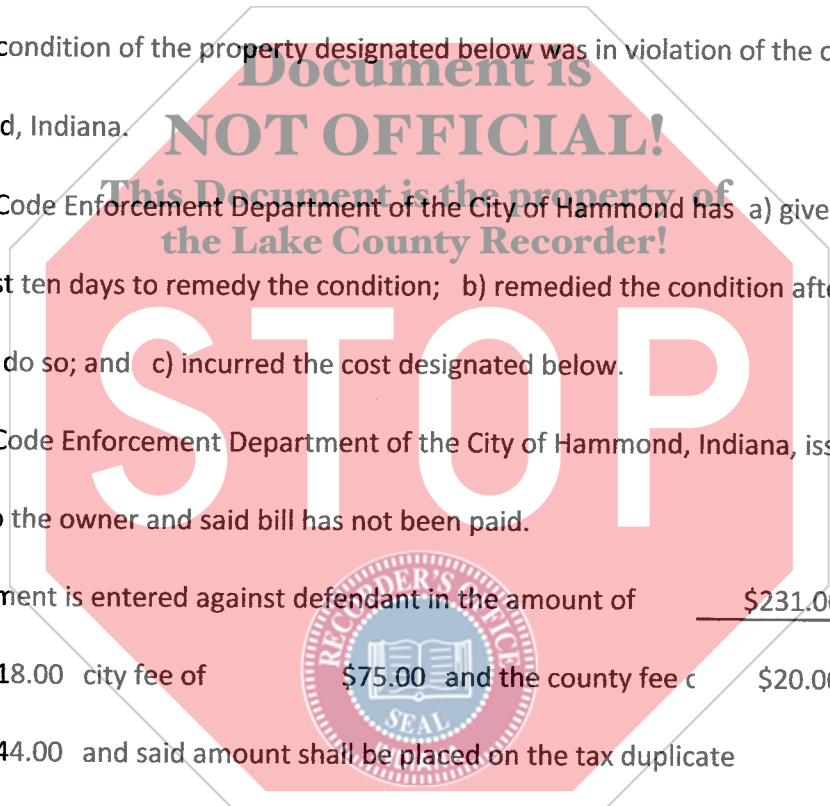 condition of the property designated below was in violation of the c
Document is
d, Indiana.
NOT OFFICIAL!
This Document is the property of
Code Enforcement Department of the City of Hammond has a) give
the Lake County Recorder!
st ten days to remedy the condition; b) remedied the condition afte
do so; and c) incurred the cost designated below.
STOP
Code Enforcement Department of the City of Hammond, Indiana, iss
the owner and said bill has not been paid.
ment is entered against defendant in the amount of $231.00
RECORDER'S OFFICE
18.00 city fee of $75.00 and the county fee c $20.00
SEAL
44.00 and said amount shall be placed on the tax duplicate